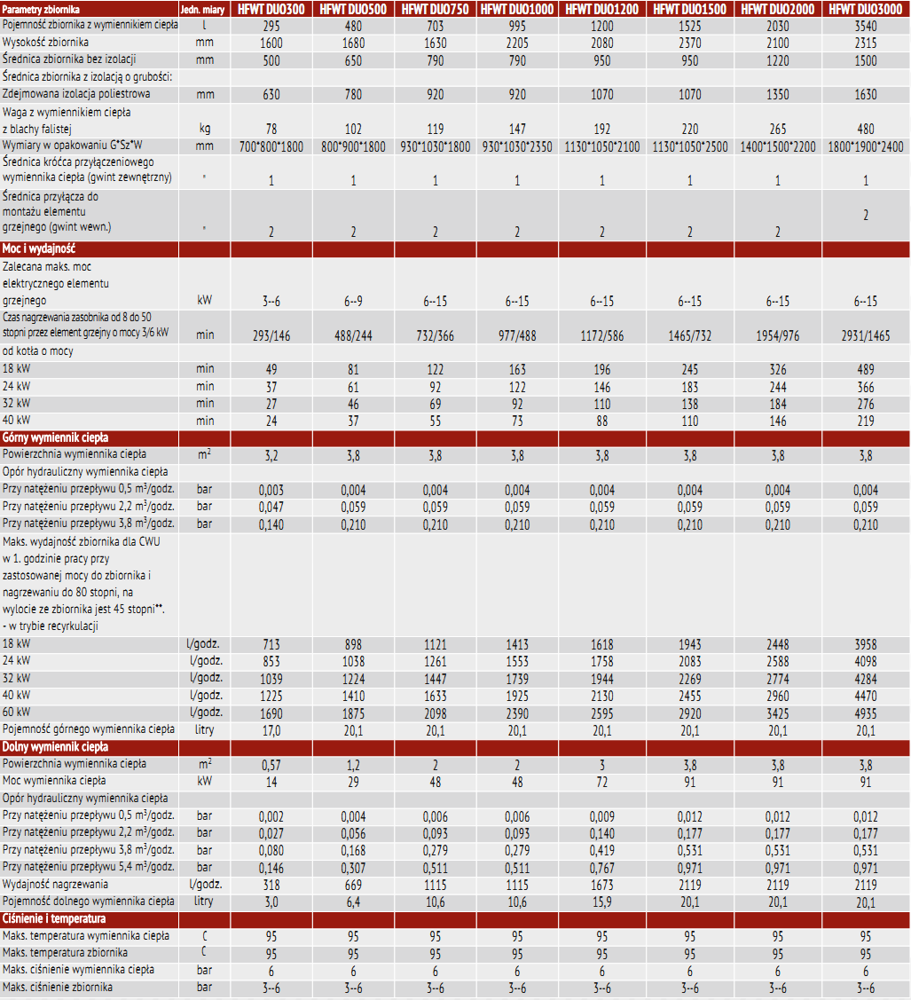 Parametry zbiornika Jedn. miary HFWT DUO300 HFWT DUO500 HFWT DUO750 HFWT DUO1000 HFWT DUO1200 HFWT DUO1500 HFWT DUO2000 HFWT DUO3000
Pojemność zbiornika z wymiennikiem ciepła l 295 480 703 995 1200 1525 2030 3540
Wysokość zbiornika mm 1600 1680 1630 2205 2080 2370 2100 2315
Średnica zbiornika bez izolacji mm 500 650 790 790 950 950 1220 1500
Średnica zbiornika z izolacją o grubości:
Zdejmowana izolacja poliestrowa mm 630 780 920 920 1070 1070 1350 1630
Waga z wymiennikiem ciepła
z blachy falistej kg 78 102 119 147 192 220 265 480
Wymiary w opakowaniu G*Sz*W mm 700*800*1800 800*900*1800 930*1030*1800 930*1030*2350 1130*1050*2100 1130*1050*2500 1400*1500*2200 1800*1900*2400
Średnica króćca przyłączeniowego
wymiennika ciepła (gwint zewnętrzny) " 1 1 1 1 1 1 1 1
Średnica przyłącza do
montażu elementu 2
grzejnego (gwint wewn.) " 2 2 2 2 2 2 2
Moc i wydajność
Zalecana maks. moc
elektrycznego elementu
grzejnego kW 3--6 6--9 6--15 6--15 6--15 6--15 6--15 6--15
Czas nagrzewania zasobnika od 8 do 50
stopni przez element grzejny o mocy 3/6 kW min 293/146 488/244 732/366 977/488 1172/586 1465/732 1954/976 2931/1465
od kotła o mocy
18 kW min 49 81 122 163 196 245 326 489
24 kW min 37 61 92 122 146 183 244 366
32 kW min 27 46 69 92 110 138 184 276
40 kW min 24 37 55 73 88 110 146 219
Górny wymiennik ciepła
Powierzchnia wymiennika ciepła m² 3,2 3,8 3,8 3,8 3,8 3,8 3,8 3,8
Opór hydrauliczny wymiennika ciepła
Przy natężeniu przepływu 0,5 m³/godz. bar 0,003 0,004 0,004 0,004 0,004 0,004 0,004 0,004
Przy natężeniu przepływu 2,2 m³/godz. bar 0,047 0,059 0,059 0,059 0,059 0,059 0,059 0,059
Przy natężeniu przepływu 3,8 m³/godz. bar 0,140 0,210 0,210 0,210 0,210 0,210 0,210 0,210
Maks. wydajność zbiornika dla CWU
w 1. godzinie pracy przy
zastosowanej mocy do zbiornika i
nagrzewaniu do 80 stopni, na
wylocie ze zbiornika jest 45 stopni**.
- w trybie recyrkulacji
18 kW l/godz. 713 898 1121 1413 1618 1943 2448 3958
24 kW l/godz. 853 1038 1261 1553 1758 2083 2588 4098
32 kW l/godz. 1039 1224 1447 1739 1944 2269 2774 4284
40 kW l/godz. 1225 1410 1633 1925 2130 2455 2960 4470
60 kW l/godz. 1690 1875 2098 2390 2595 2920 3425 4935
Pojemność górnego wymiennika ciepła litry 17,0 20,1 20,1 20,1 20,1 20,1 20,1 20,1
Dolny wymiennik ciepła
Powierzchnia wymiennika ciepła m² 0,57 1,2 2 2 3 3,8 3,8 3,8
Moc wymiennika ciepła kW 14 29 48 48 72 91 91 91
Opór hydrauliczny wymiennika ciepła
Przy natężeniu przepływu 0,5 m³/godz. bar 0,002 0,004 0,006 0,006 0,009 0,012 0,012 0,012
Przy natężeniu przepływu 2,2 m³/godz. bar 0,027 0,056 0,093 0,093 0,140 0,177 0,177 0,177
Przy natężeniu przepływu 3,8 m³/godz. bar 0,080 0,168 0,279 0,279 0,419 0,531 0,531 0,531
Przy natężeniu przepływu 5,4 m³/godz. bar 0,146 0,307 0,511 0,511 0,767 0,971 0,971 0,971
Wydajność nagrzewania l/godz. 318 669 1115 1115 1673 2119 2119 2119
Pojemność dolnego wymiennika ciepła litry 3,0 6,4 10,6 10,6 15,9 20,1 20,1 20,1
Ciśnienie i temperatura
Maks. temperatura wymiennika ciepła C 95 95 95 95 95 95 95 95
Maks. temperatura zbiornika C 95 95 95 95 95 95 95 95
Maks. ciśnienie wymiennika ciepła bar 6 6 6 6 6 6 6 6
Maks. ciśnienie zbiornika bar 3--6 3--6 3--6 3--6 3--6 3--6 3--6 3--6